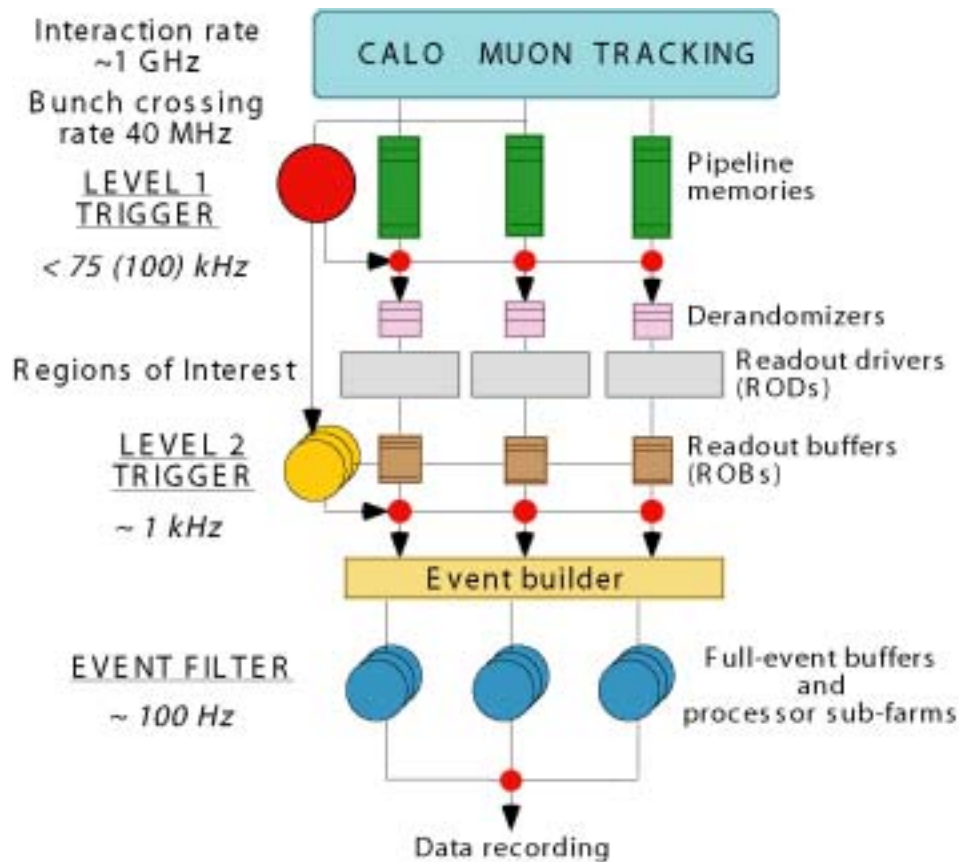 Interaction rate
~1 GHz
CALO MUON TRACKING
Bunch crossing
rate 40 MHz
LEVEL 1
TRIGGER
Pipeline
memories
< 75 (100) kHz
Derandomizers
Regions of Interest
Readout drivers
(RODs)
LEVEL 2
TRIGGER
Readout buffers
(ROBs)
~ 1 kHz
Event builder
EVENT FILTER
~ 100 Hz
Full-event buffers
and
processor sub-farms
Data recording